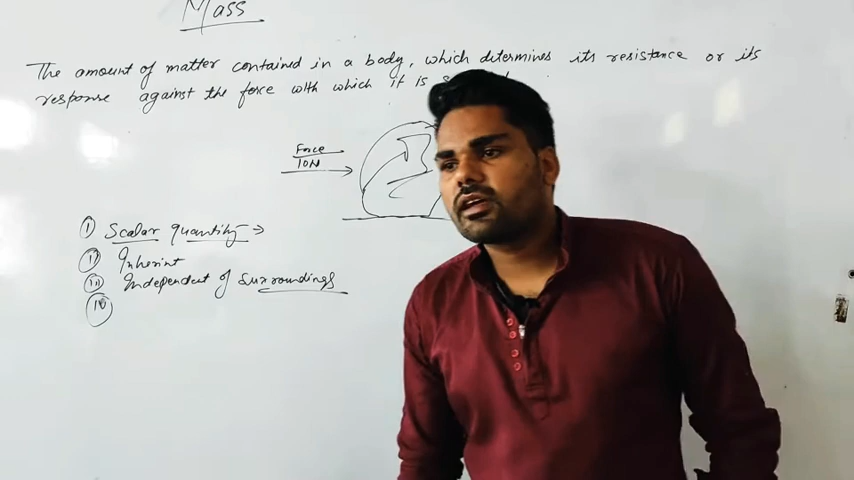 Mass
The amount of matter contained in a body, which determines its resistance or its
response against the force with which it is
Force
10N
(i) Scalar quantity →
(ii) Inherint
(iii) Independent of surroundings
(iv)